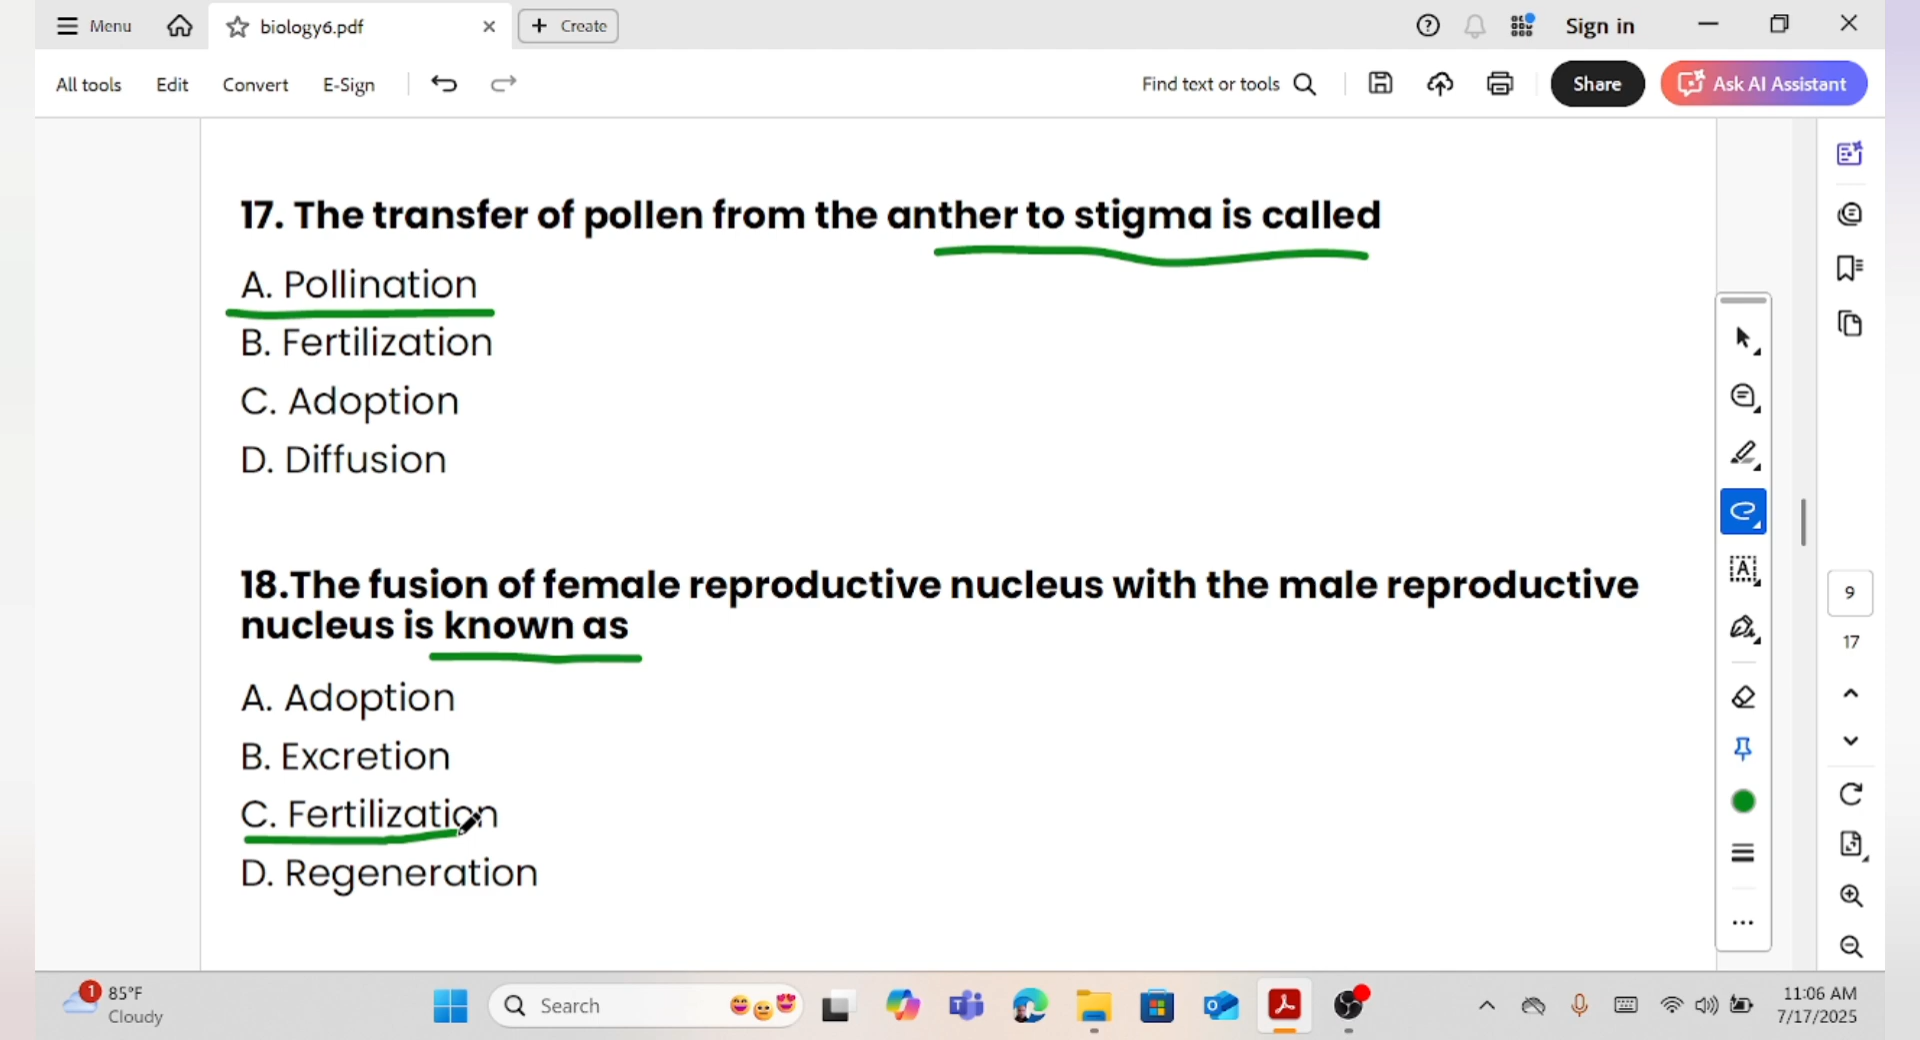 Menu
biology6.pdf
Create
Sign in
All tools
Edit
Convert
E-Sign
Find text or tools
Share
Ask AI Assistant
17. The transfer of pollen from the anther to stigma is called
A. Pollination
B. Fertilization
C. Adoption
D. Diffusion
18.The fusion of female reproductive nucleus with the male reproductive
nucleus is known as
A. Adoption
B. Excretion
C. Fertilization
D. Regeneration
9
17
1
85°F
Cloudy
Search
11:06 AM
7/17/2025